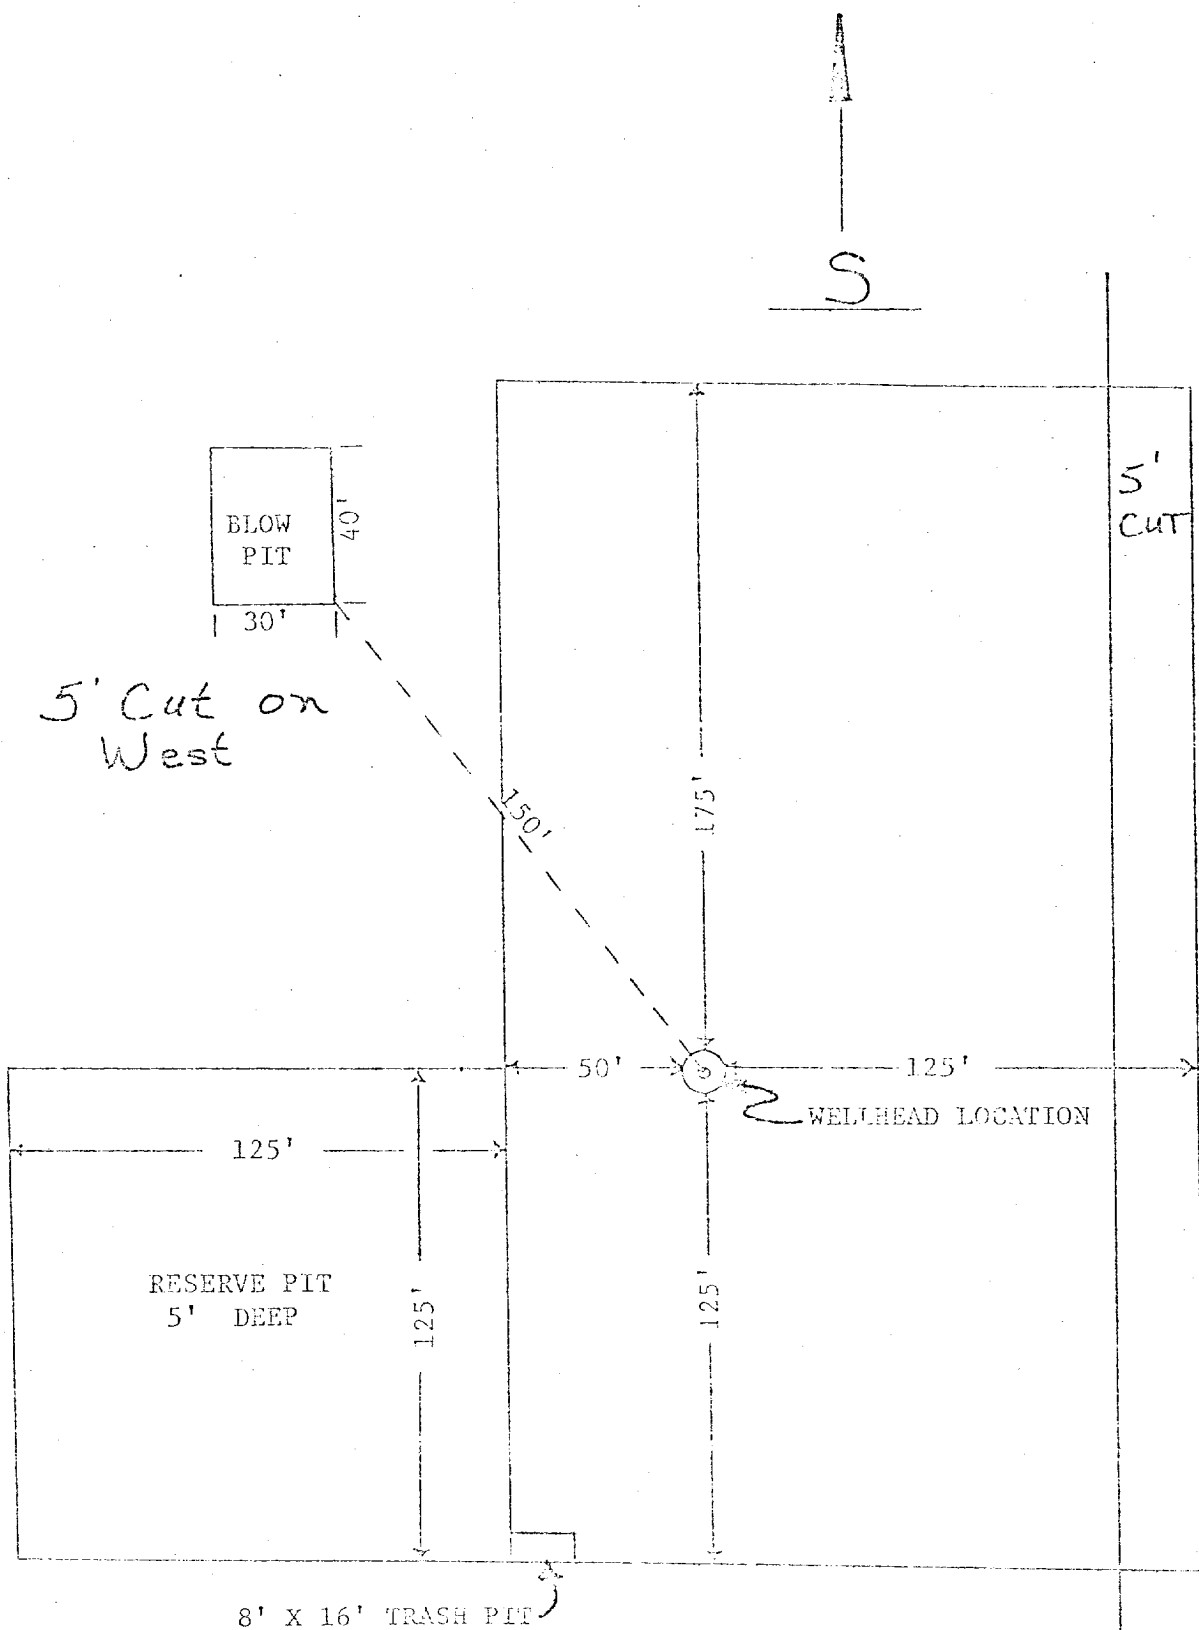 S
5'
CUT
BLOW
PIT
40'
30'
5' Cut on
West
150'
175'
50'
125'
WELLHEAD LOCATION
125'
RESERVE PIT
5' DEEP
125'
125'
8' X 16' TRASH PIT